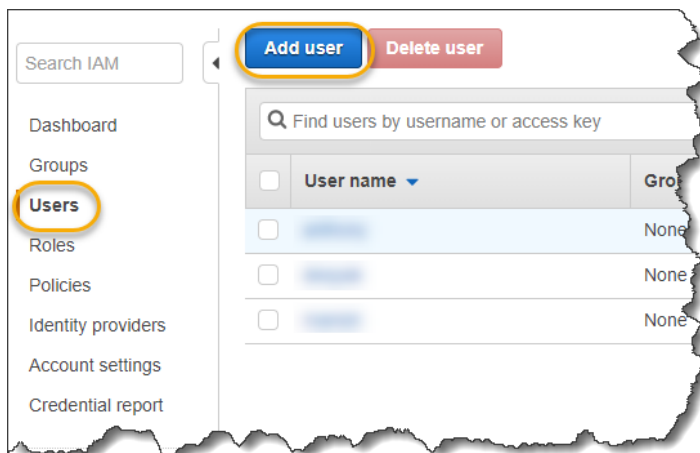 Add user
Delete user
Search IAM
Find users by username or access key
Dashboard
Groups
Users
Roles
Policies
Identity providers
Account settings
Credential report
User name
None
None
None